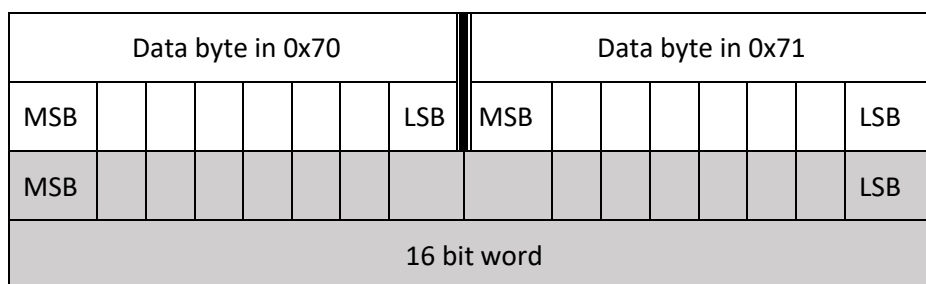 Data byte in 0x70 Data byte in 0x71
MSB LSB MSB LSB
MSB LSB
16 bit word